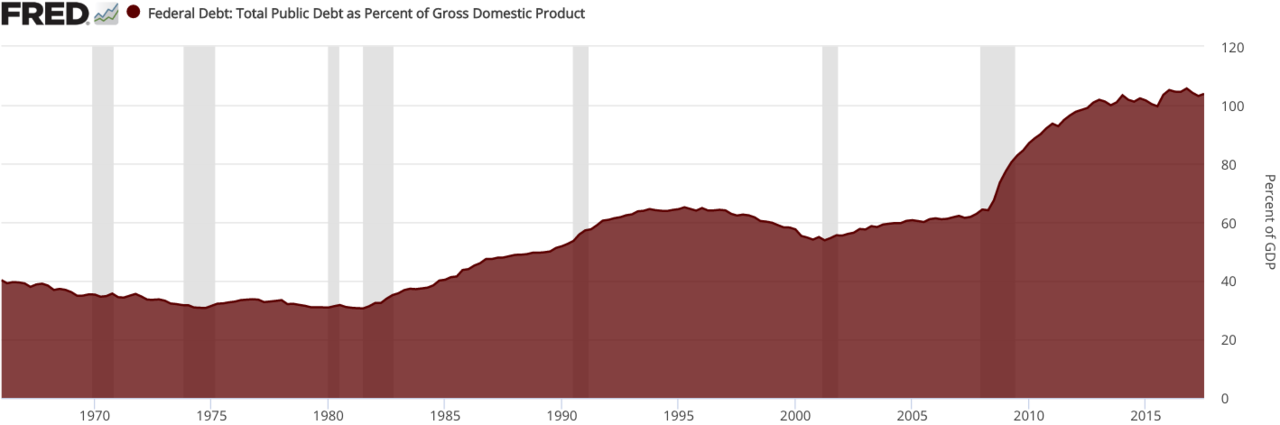 FRED Federal Debt: Total Public Debt as Percent of Gross Domestic Product
120
100
80
60
40
20
0
Percent of GDP
1970 1975 1980 1985 1990 1995 2000 2005 2010 2015